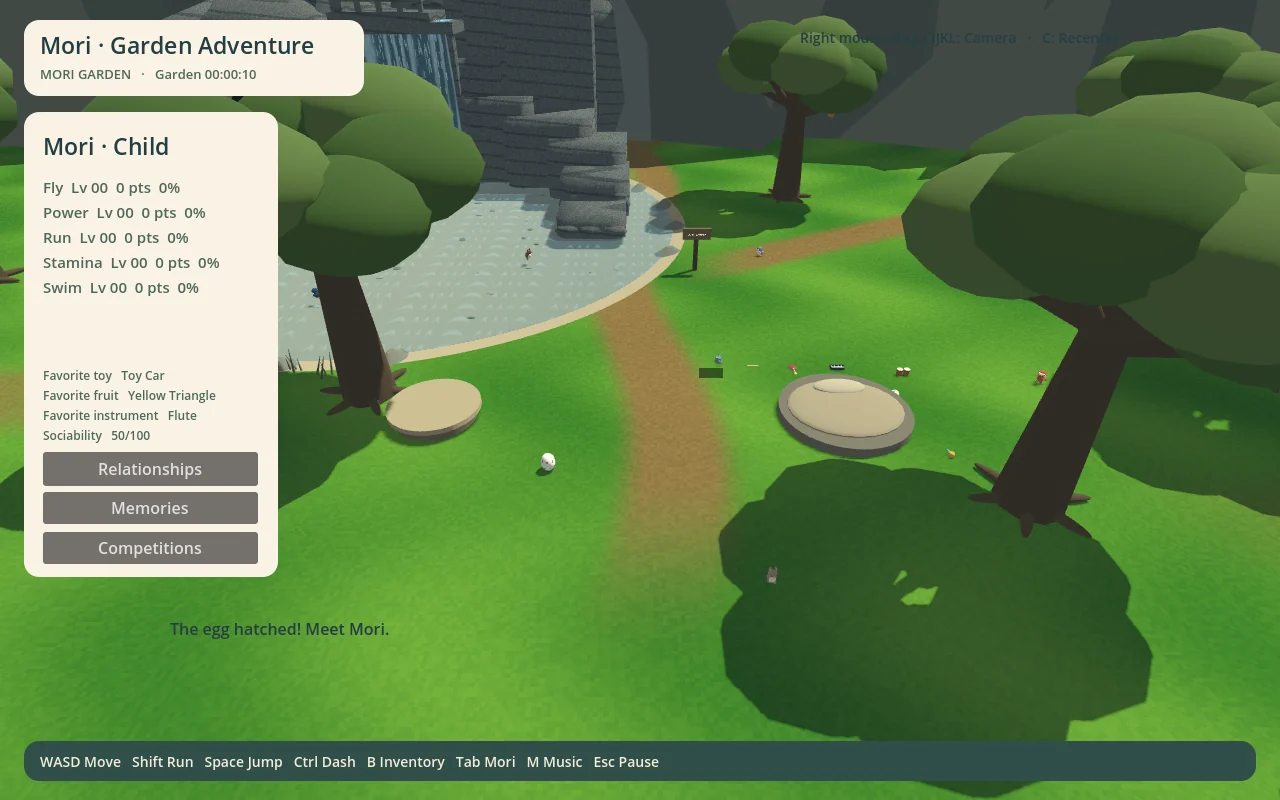 Mori · Garden Adventure
MORI GARDEN · Garden 00:00:10
Right mouse IJKL: Camera · C: Recenter
Mori · Child
Fly Lv 00 0 pts 0%
Power Lv 00 0 pts 0%
Run Lv 00 0 pts 0%
Stamina Lv 00 0 pts 0%
Swim Lv 00 0 pts 0%
Favorite toy Toy Car
Favorite fruit Yellow Triangle
Favorite instrument Flute
Sociability 50/100
Relationships
Memories
Competitions
The egg hatched! Meet Mori.
WASD Move Shift Run Space Jump Ctrl Dash B Inventory Tab Mori M Music Esc Pause